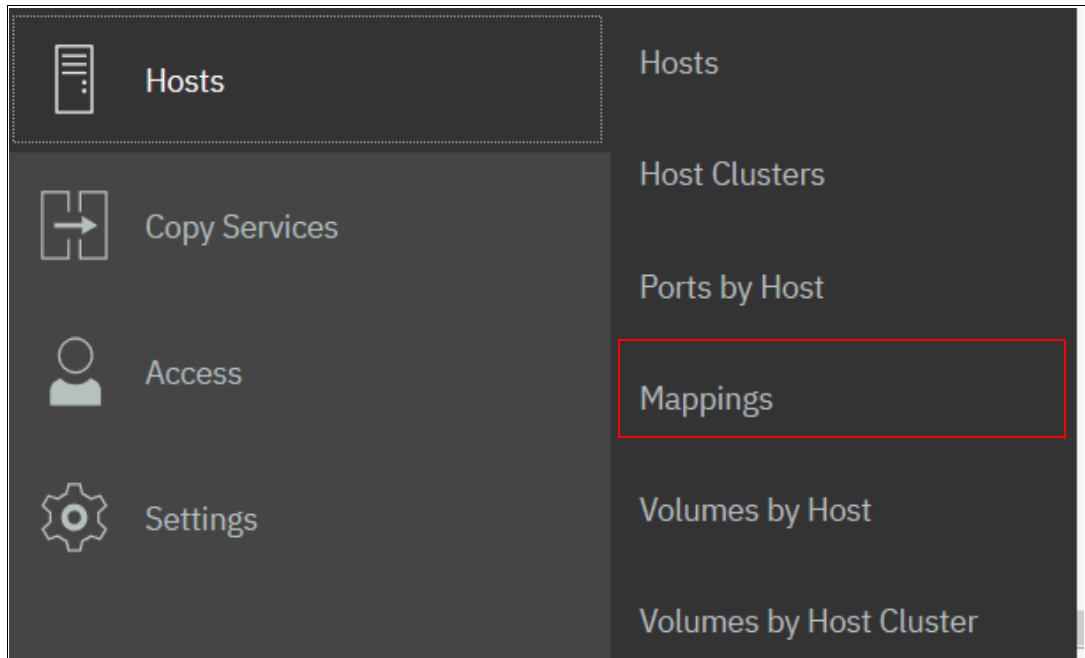 Hosts
Copy Services
Access
Settings
Hosts
Host Clusters
Ports by Host
Mappings
Volumes by Host
Volumes by Host Cluster